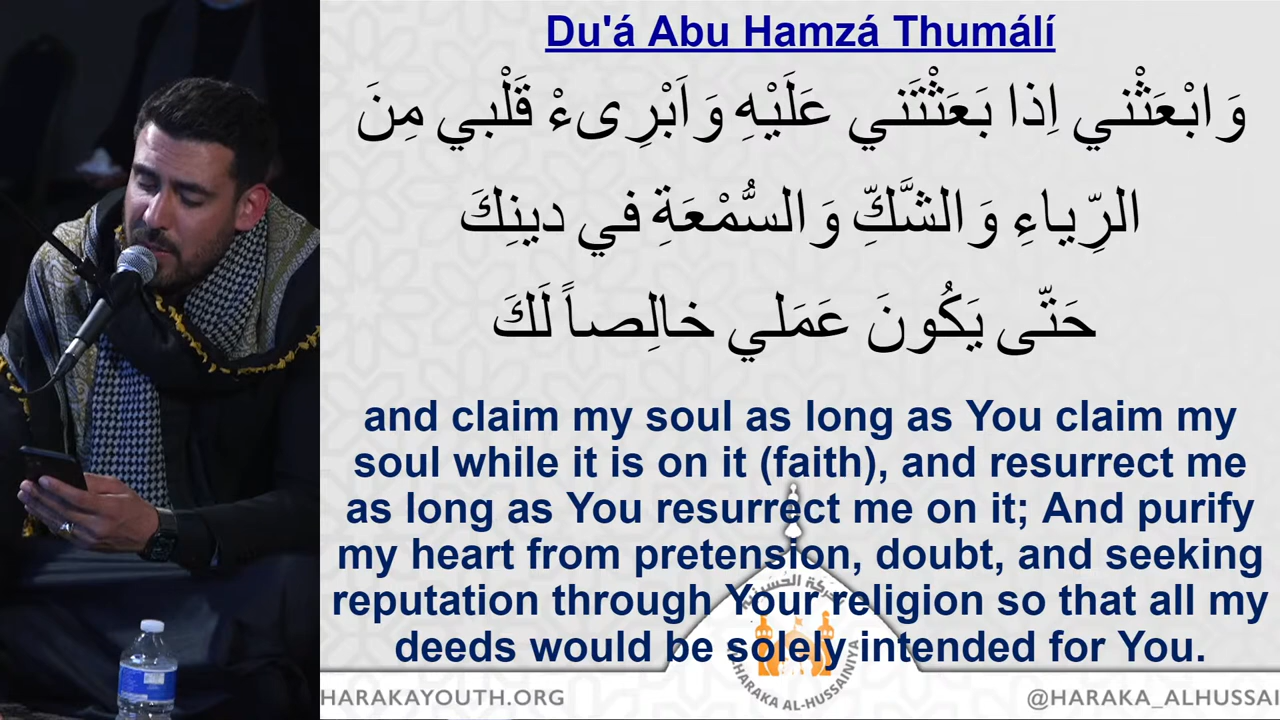 Du'á Abu Hamzá Thumálí
وَابْعَثْني اِذا بَعَثْتَني عَلَيْهِ وَاَبْرِىءْ قَلْبي مِنَ
الرِّياءِ وَالشَّكِّ وَالسُّمْعَةِ في دينِكَ
حَتّى يَكُونَ عَمَلي خالِصاً لَكَ
and claim my soul as long as You claim my
soul while it is on it (faith), and resurrect me
as long as You resurrect me on it; And purify
my heart from pretension, doubt, and seeking
reputation through Your religion so that all my
deeds would be solely intended for You.
HARAKA AL-HUSSAINIYA
HARAKAYOUTH.ORG
@HARAKA_ALHUSSAI